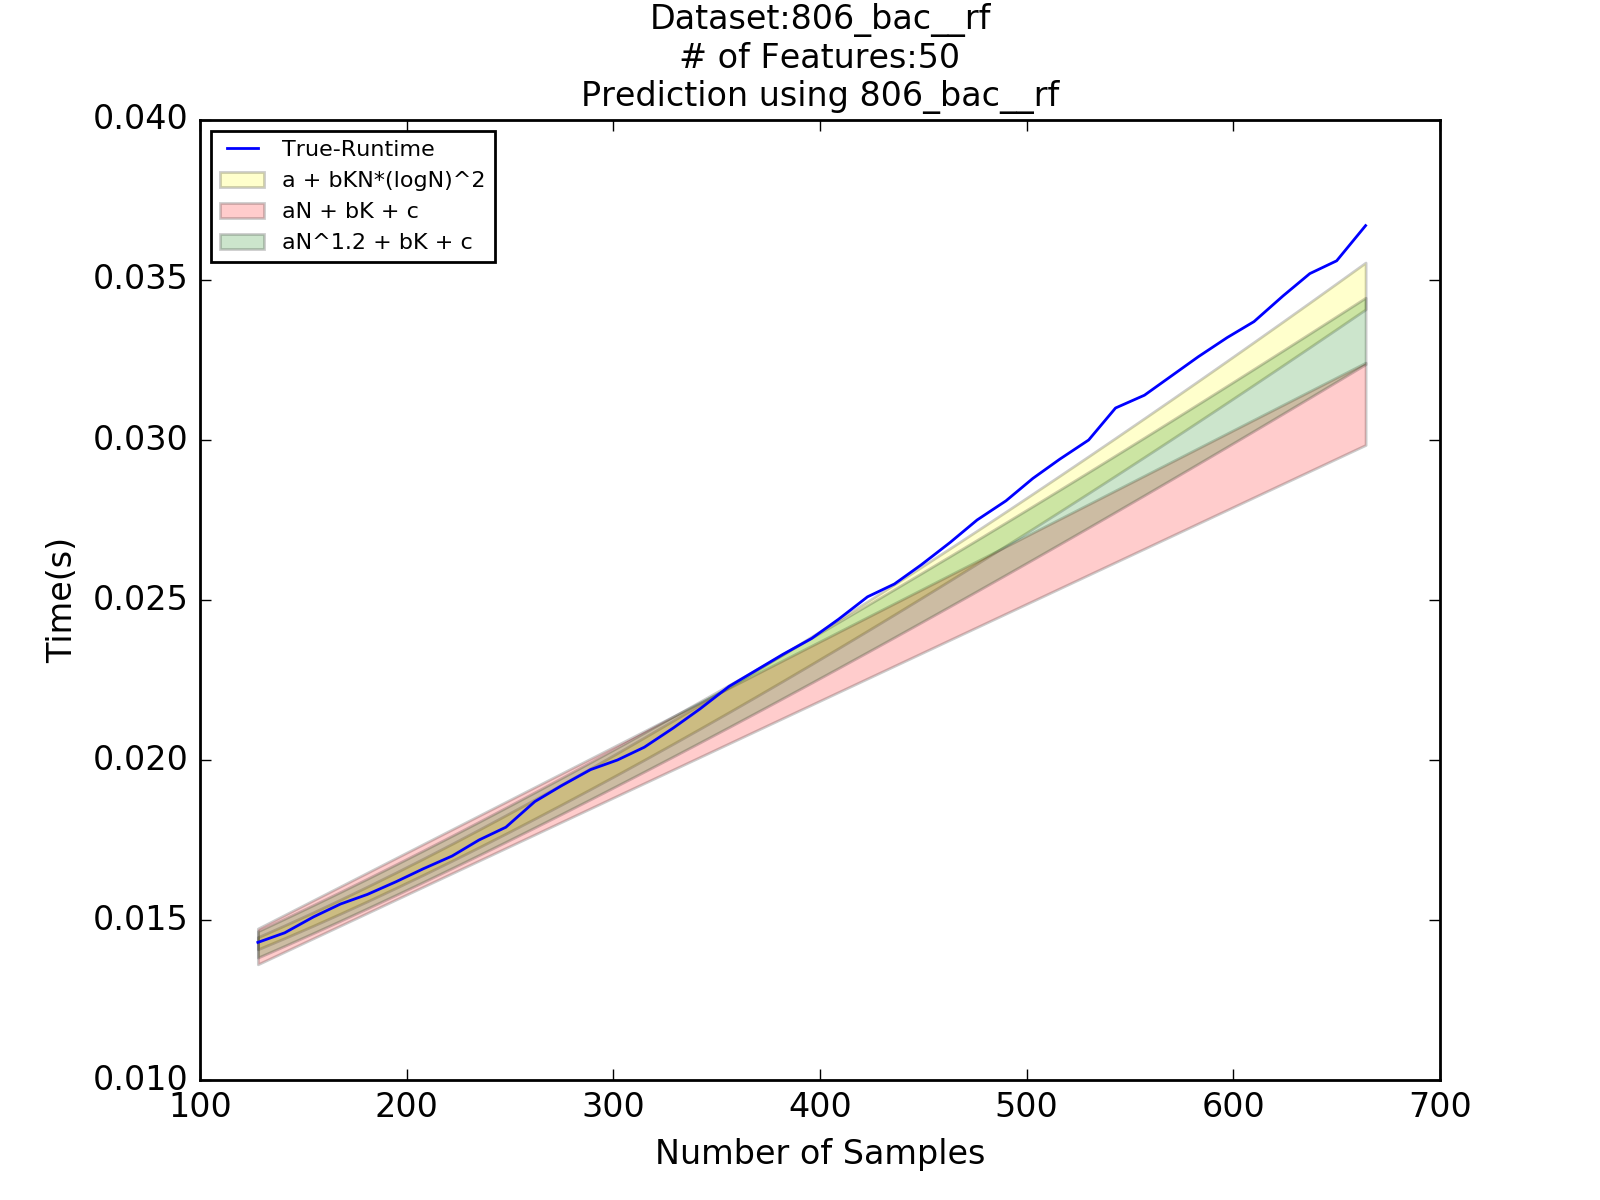 Dataset:806_bac__rf
# of Features:50
Prediction using 806_bac__rf
0.040
0.035
0.030
0.025
0.020
0.015
0.010
Time(s)
True-Runtime
a + bKN*(logN)^2
aN + bK + c
aN^1.2 + bK + c
100 200 300 400 500 600 700
Number of Samples